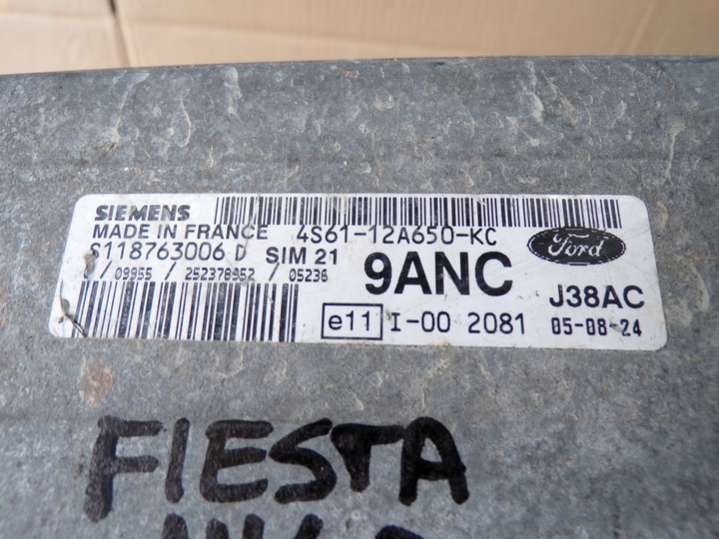 SIEMENS
MADE IN FRANCE 4S61-12A650-KC
S118763006 D SIM 21 9ANC Ford
/ 09955 / 252378952 / 05236
J38AC
e11 I-00 2081 05-08-24
FIESTA